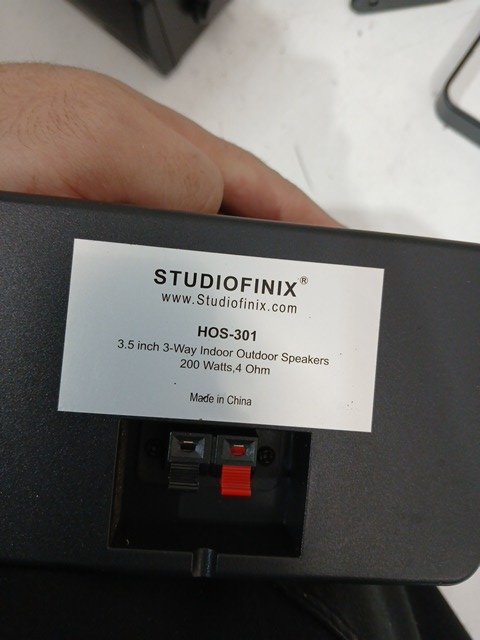 STUDIOFINIX®
www.Studiofinix.com
HOS-301
3.5 inch 3-Way Indoor Outdoor Speakers
200 Watts,4 Ohm
Made in China